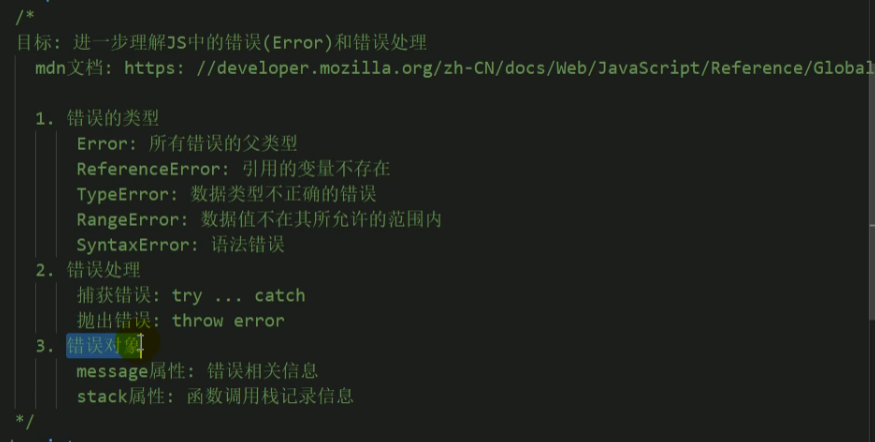 /*
目标: 进一步理解JS中的错误(Error)和错误处理
mdn文档: https: //developer.mozilla.org/zh-CN/docs/Web/JavaScript/Reference/Global
1. 错误的类型
Error: 所有错误的父类型
ReferenceError: 引用的变量不存在
TypeError: 数据类型不正确的错误
RangeError: 数据值不在其所允许的范围内
SyntaxError: 语法错误
2. 错误处理
捕获错误: try ... catch
抛出错误: throw error
3. 错误对象
message属性: 错误相关信息
stack属性: 函数调用栈记录信息
*/